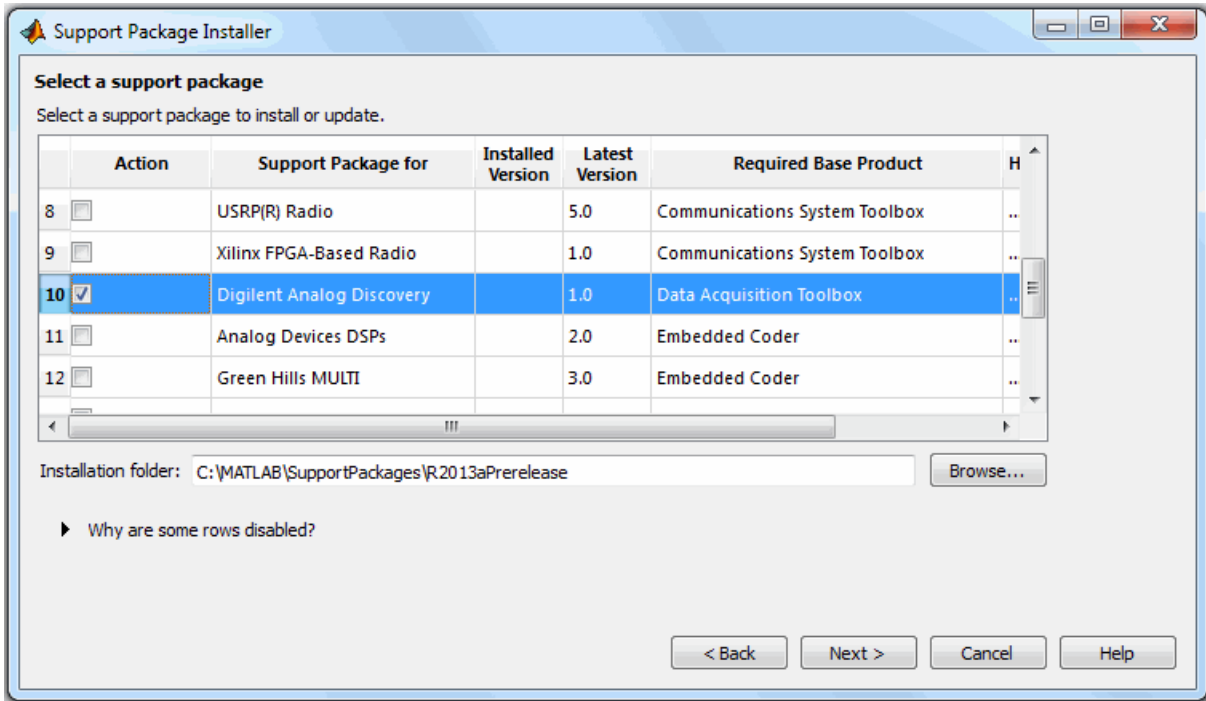 Support Package Installer
Select a support package
Select a support package to install or update.
Action Support Package for Installed Version Latest Version Required Base Product H
8 USRP(R) Radio 5.0 Communications System Toolbox ..
9 Xilinx FPGA-Based Radio 1.0 Communications System Toolbox ..
10 Digilent Analog Discovery 1.0 Data Acquisition Toolbox ..
11 Analog Devices DSPs 2.0 Embedded Coder ..
12 Green Hills MULTI 3.0 Embedded Coder ..
Installation folder: C:\MATLAB\SupportPackages\R2013aPrerelease Browse...
Why are some rows disabled?
< Back Next > Cancel Help